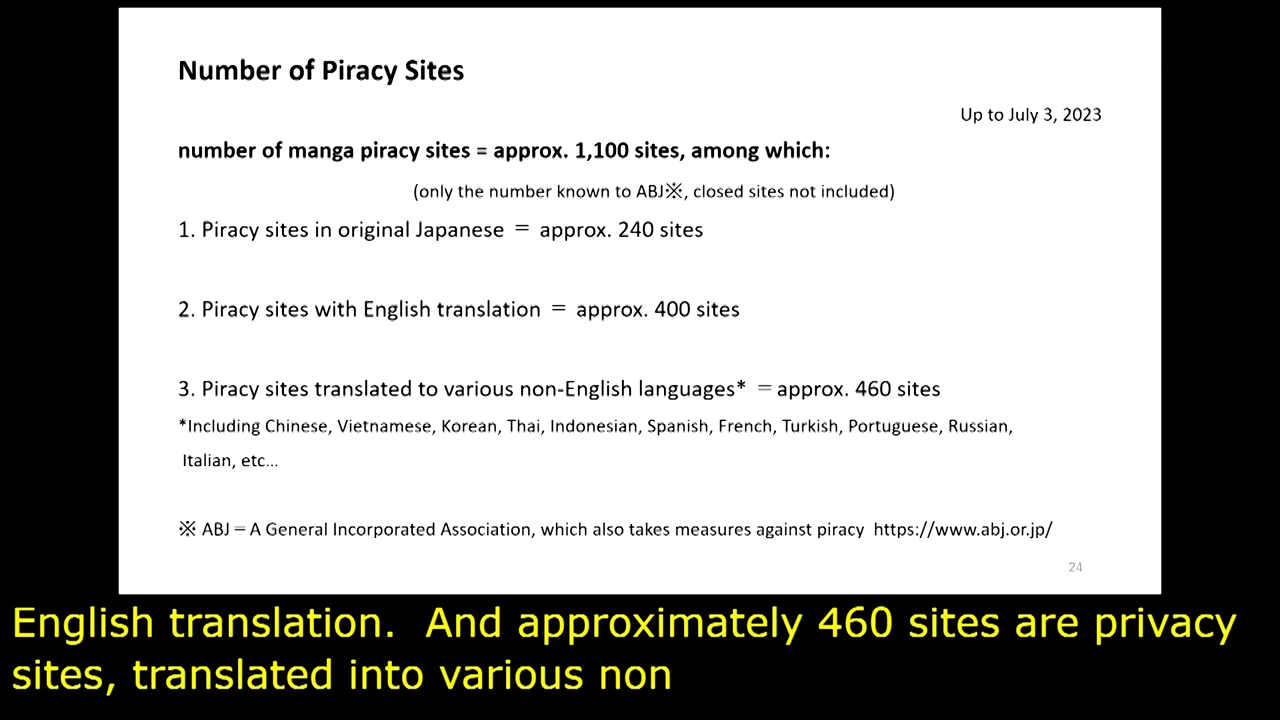 Number of Piracy Sites
Up to July 3, 2023
number of manga piracy sites = approx. 1,100 sites, among which:
(only the number known to ABJ※, closed sites not included)
1. Piracy sites in original Japanese ＝ approx. 240 sites
2. Piracy sites with English translation ＝ approx. 400 sites
3. Piracy sites translated to various non-English languages* ＝approx. 460 sites
*Including Chinese, Vietnamese, Korean, Thai, Indonesian, Spanish, French, Turkish, Portuguese, Russian,
Italian, etc...
※ ABJ = A General Incorporated Association, which also takes measures against piracy https://www.abj.or.jp/
24
English translation. And approximately 460 sites are privacy
sites, translated into various non